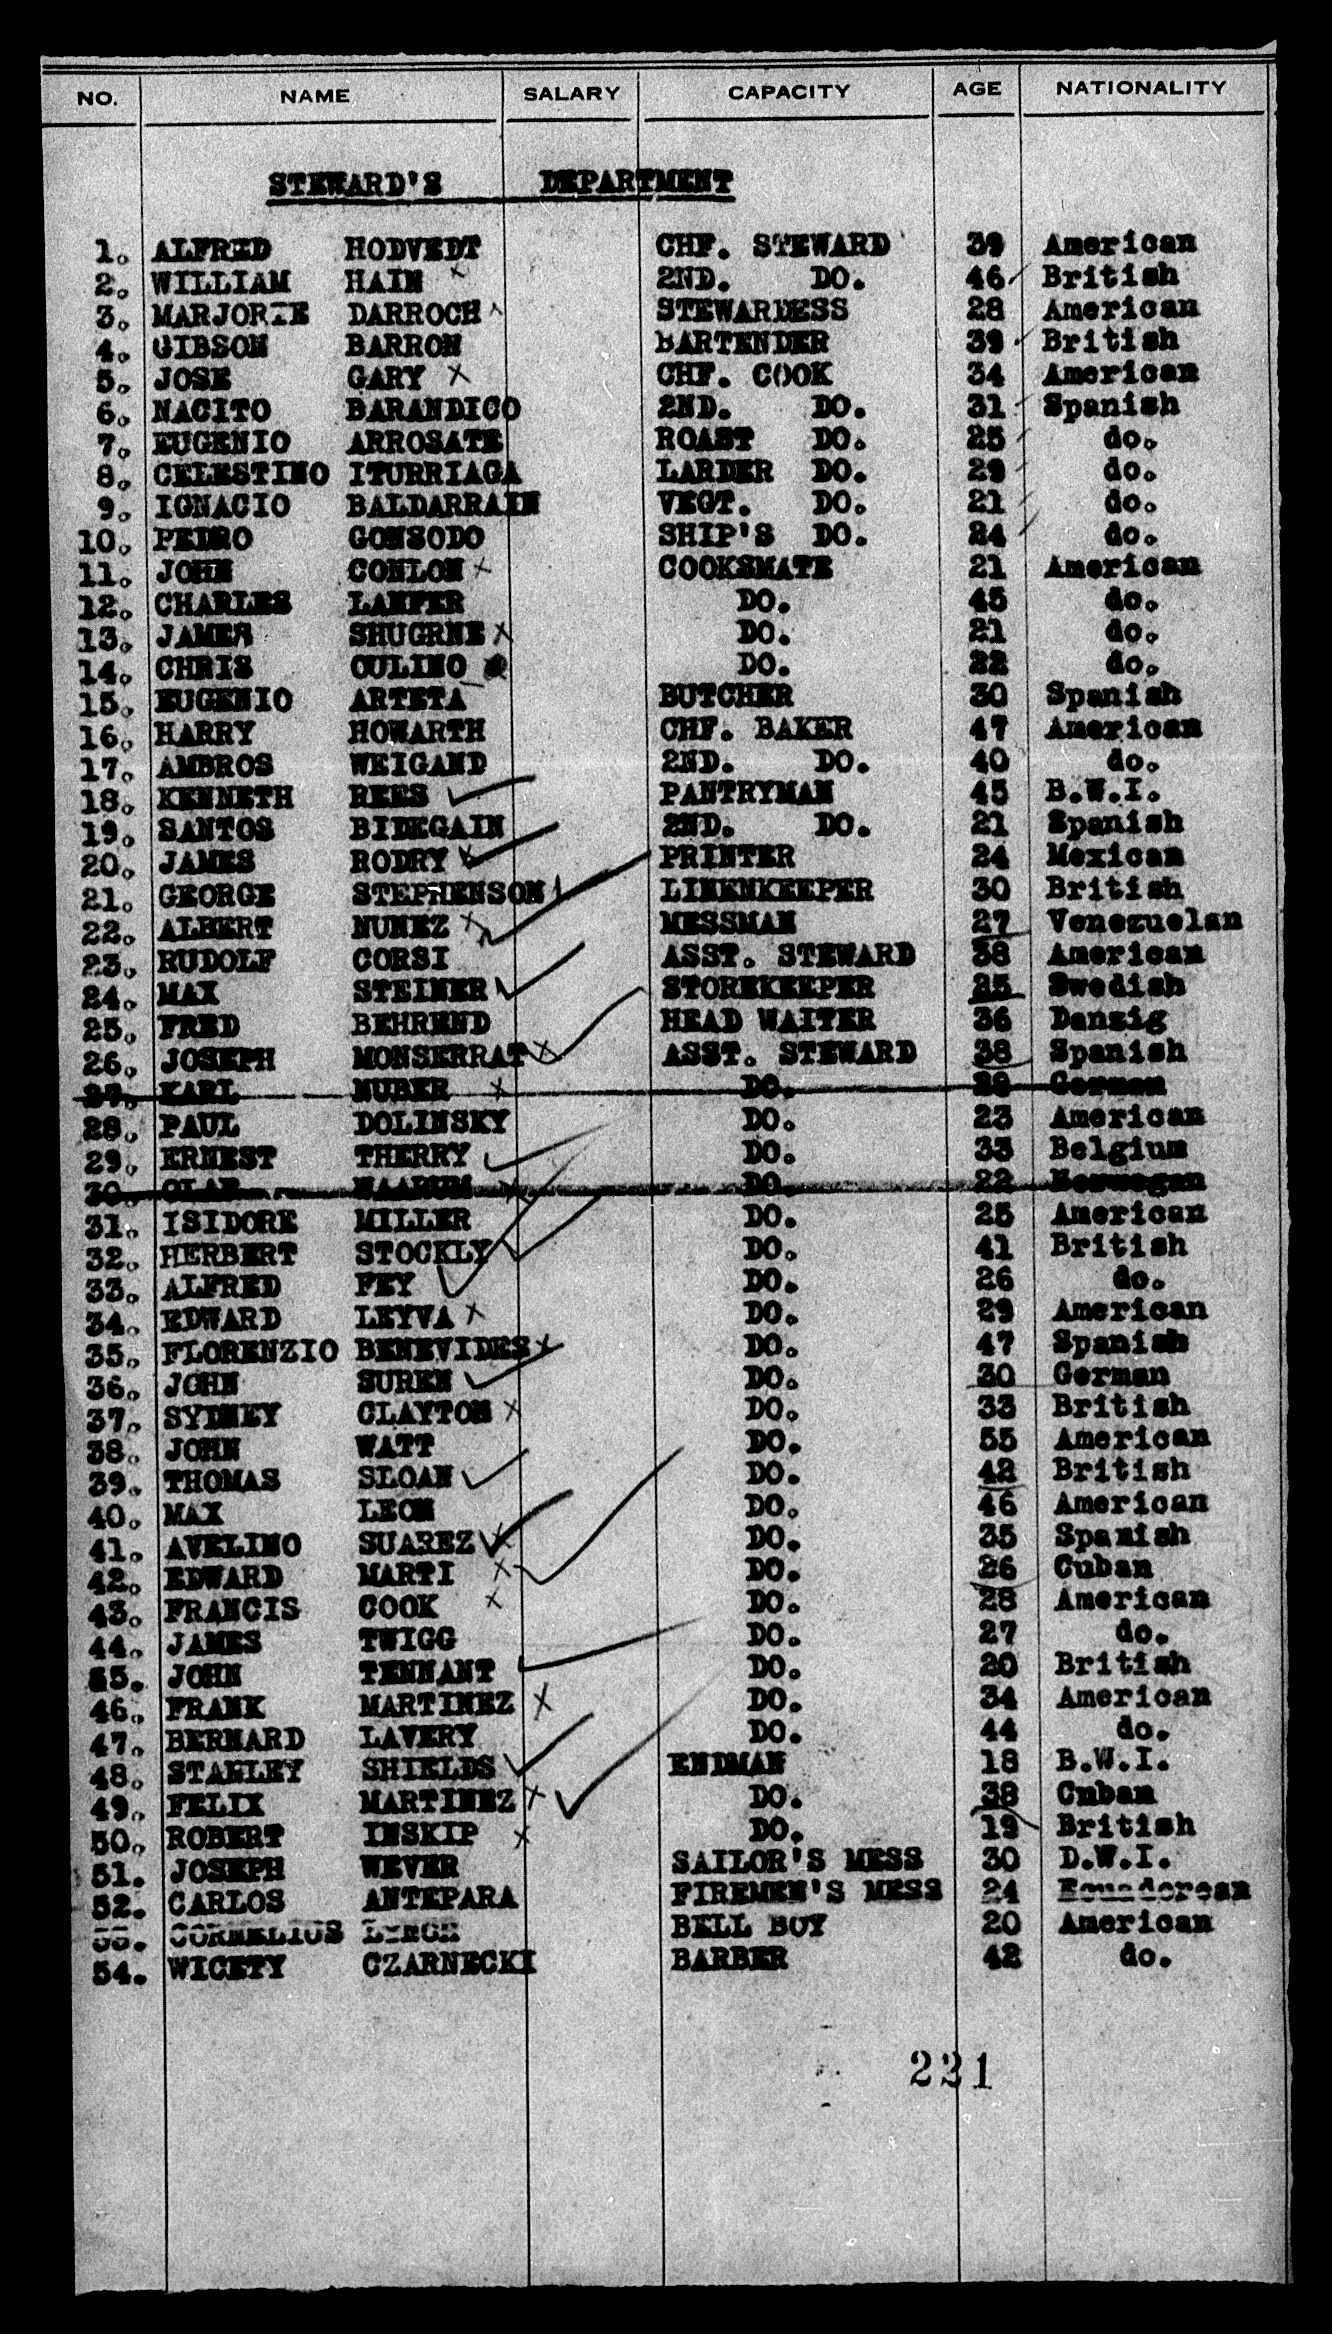 NO. NAME SALARY CAPACITY AGE NATIONALITY
STEWARD'S DEPARTMENT
1. ALFRED HODVEDT CHF. STEWARD 39 American
2. WILLIAM HAIN 2ND. DO. 46 British
3. MARJORIE DARROCH STEWARDESS 28 American
4. GIBSON BARRON BARTENDER 39 British
5. JOSE GARY CHF. COOK 34 American
6. NACITO BARANDICO 2ND. DO. 31 Spanish
7. EUGENIO ARROSATE ROAST DO. 25 do.
8. CELESTINO ITURRIAGA LARDER DO. 29 do.
9. IGNACIO BALDARRAIN VEGT. DO. 21 do.
10. PEDRO GONSODO SHIP'S DO. 24 do.
11. JOHN CONLON COOKSMATE 21 American
12. CHARLES LANFER DO. 45 do.
13. JAMES SHUGRNE DO. 21 do.
14. CHRIS CULINO DO. 22 do.
15. EUGENIO ARTETA BUTCHER 30 Spanish
16. HARRY HOWARTH CHF. BAKER 47 American
17. AMBROS WEIGAND 2ND. DO. 40 do.
18. KENNETH REES PANTRYMAN 45 B.W.I.
19. SANTOS BIDEGAIN 2ND. DO. 21 Spanish
20. JAMES RODRY PRINTER 24 Mexican
21. GEORGE STEPHENSON LINENKEEPER 30 British
22. ALBERT NUNEZ MESSMAN 27 Venezuelan
23. RUDOLF CORSI ASST. STEWARD 38 American
24. MAX STEINER STOREKEEPER 25 Swedish
25. FRED BEHREND HEAD WAITER 36 Danzig
26. JOSEPH MONSERRAT ASST. STEWARD 38 Spanish
27. KARL NUBER DO. 28 German
28. PAUL DOLINSKY DO. 23 American
29. ERNEST THERRY DO. 33 Belgium
30. OLAF DO. 22 Norwegan
31. ISIDORE MILLER DO. 25 American
32. HERBERT STOCKLY DO. 41 British
33. ALFRED FEY DO. 26 do.
34. EDWARD LEYVA DO. 29 American
35. FLORENZIO BENEVIDES DO. 47 Spanish
36. JOHN SUREN DO. 30 German
37. SYDNEY CLAYTON DO. 33 British
38. JOHN WATT DO. 55 American
39. THOMAS SLOAN DO. 42 British
40. MAX LEON DO. 46 American
41. AVELINO SUAREZ DO. 35 Spanish
42. EDWARD MARTI DO. 26 Cuban
43. FRANCIS COOK DO. 28 American
44. JAMES TWIGG DO. 27 do.
45. JOHN TENNANT DO. 20 British
46. FRANK MARTINEZ DO. 34 American
47. BERNARD LAVERY DO. 44 do.
48. STANLEY SHIELDS ENDMAN 18 B.W.I.
49. FELIX MARTINEZ DO. 38 Cuban
50. ROBERT INSKIP DO. 19 British
51. JOSEPH WEVER SAILOR'S MESS 30 D.W.I.
52. CARLOS ANTEPARA FIREMEN'S MESS 24 Ecuadorean
53. CORNELIUS LYNCH BELL BOY 20 American
54. WICETY CZARNECKI BARBER 42 do.
221